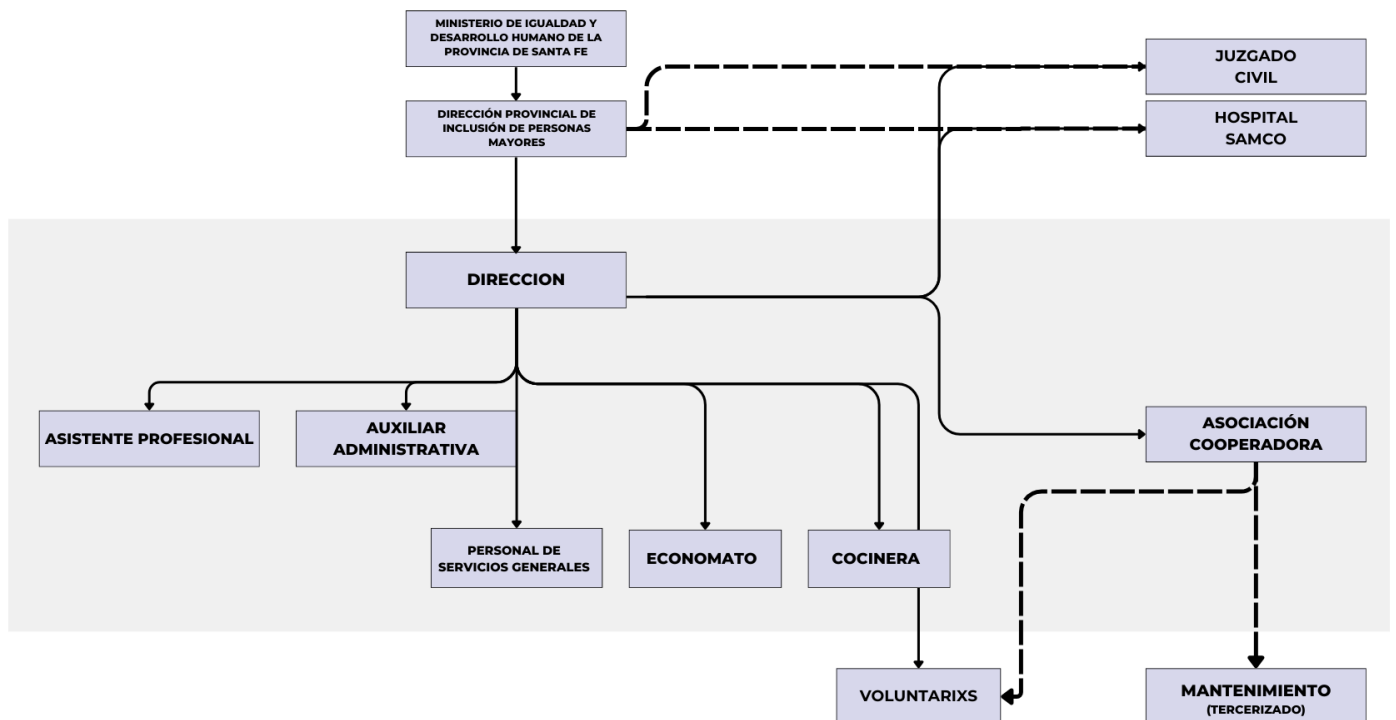 MINISTERIO DE IGUALDAD Y
DESARROLLO HUMANO DE LA
PROVINCIA DE SANTA FE
JUZGADO
CIVIL
DIRECCIÓN PROVINCIAL DE
INCLUSIÓN DE PERSONAS
MAYORES
HOSPITAL
SAMCO
DIRECCION
ASISTENTE PROFESIONAL
AUXILIAR
ADMINISTRATIVA
ASOCIACIÓN
COOPERADORA
PERSONAL DE
SERVICIOS GENERALES
ECONOMATO
COCINERA
VOLUNTARIXS
MANTENIMIENTO
(TERCERIZADO)